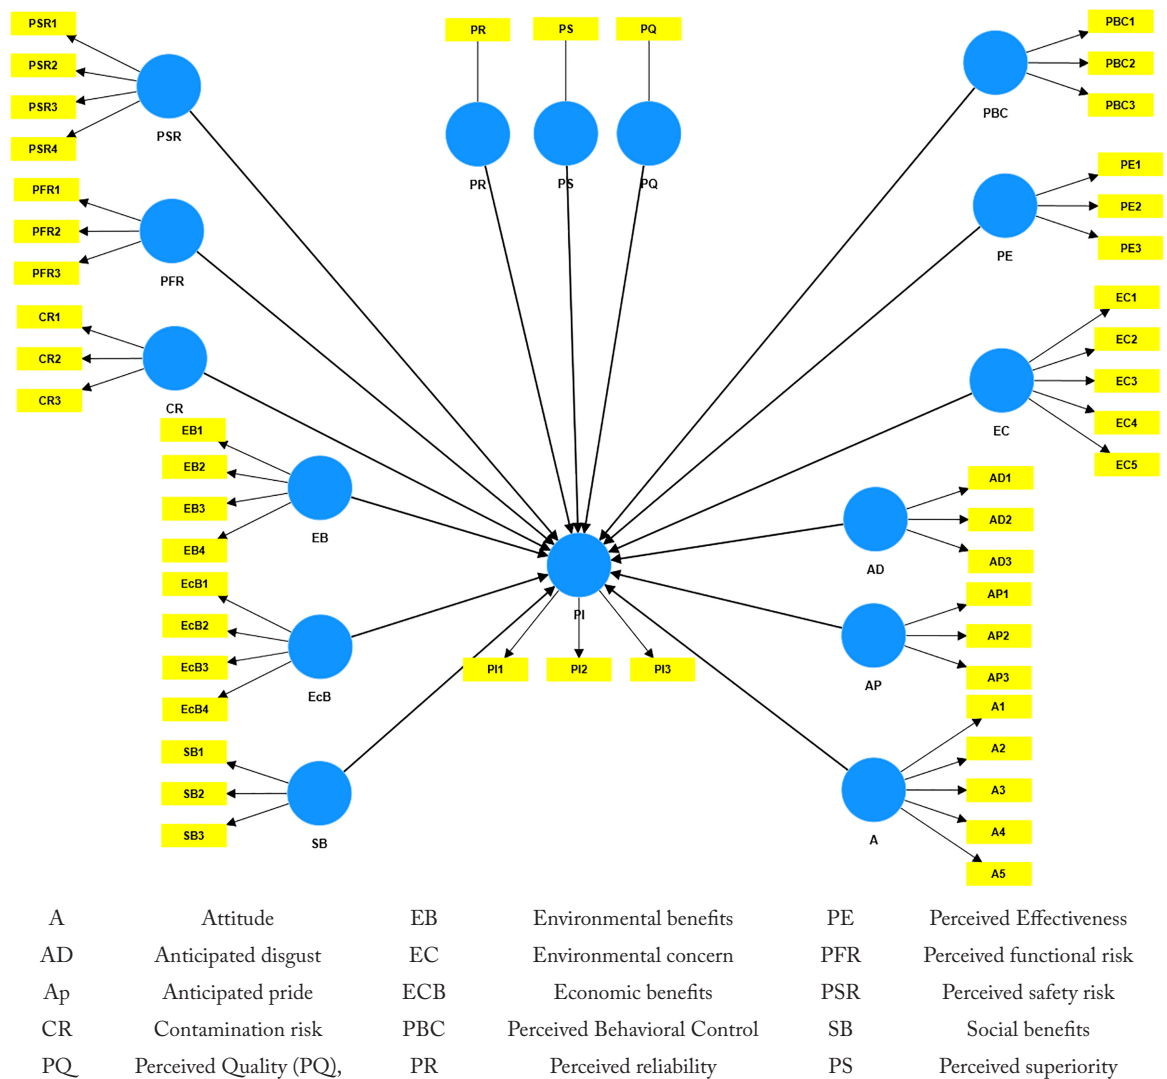 PSR1
PSR2
PSR3
PSR4
PSR
PFR1
PFR2
PFR3
PFR
CR1
CR2
CR3
CR
EB1
EB2
EB3
EB4
EB
EcB1
EcB2
EcB3
EcB4
EcB
SB1
SB2
SB3
SB
PR
PS
PQ
PR
PS
PQ
PI
PI1
PI2
PI3
PBC1
PBC2
PBC3
PBC
PE1
PE2
PE3
PE
EC1
EC2
EC3
EC4
EC5
EC
AD1
AD2
AD3
AD
AP1
AP2
AP3
AP
A1
A2
A3
A4
A5
A
A Attitude EB Environmental benefits PE Perceived Effectiveness
AD Anticipated disgust EC Environmental concern PFR Perceived functional risk
Ap Anticipated pride ECB Economic benefits PSR Perceived safety risk
CR Contamination risk PBC Perceived Behavioral Control SB Social benefits
PQ Perceived Quality (PQ), PR Perceived reliability PS Perceived superiority